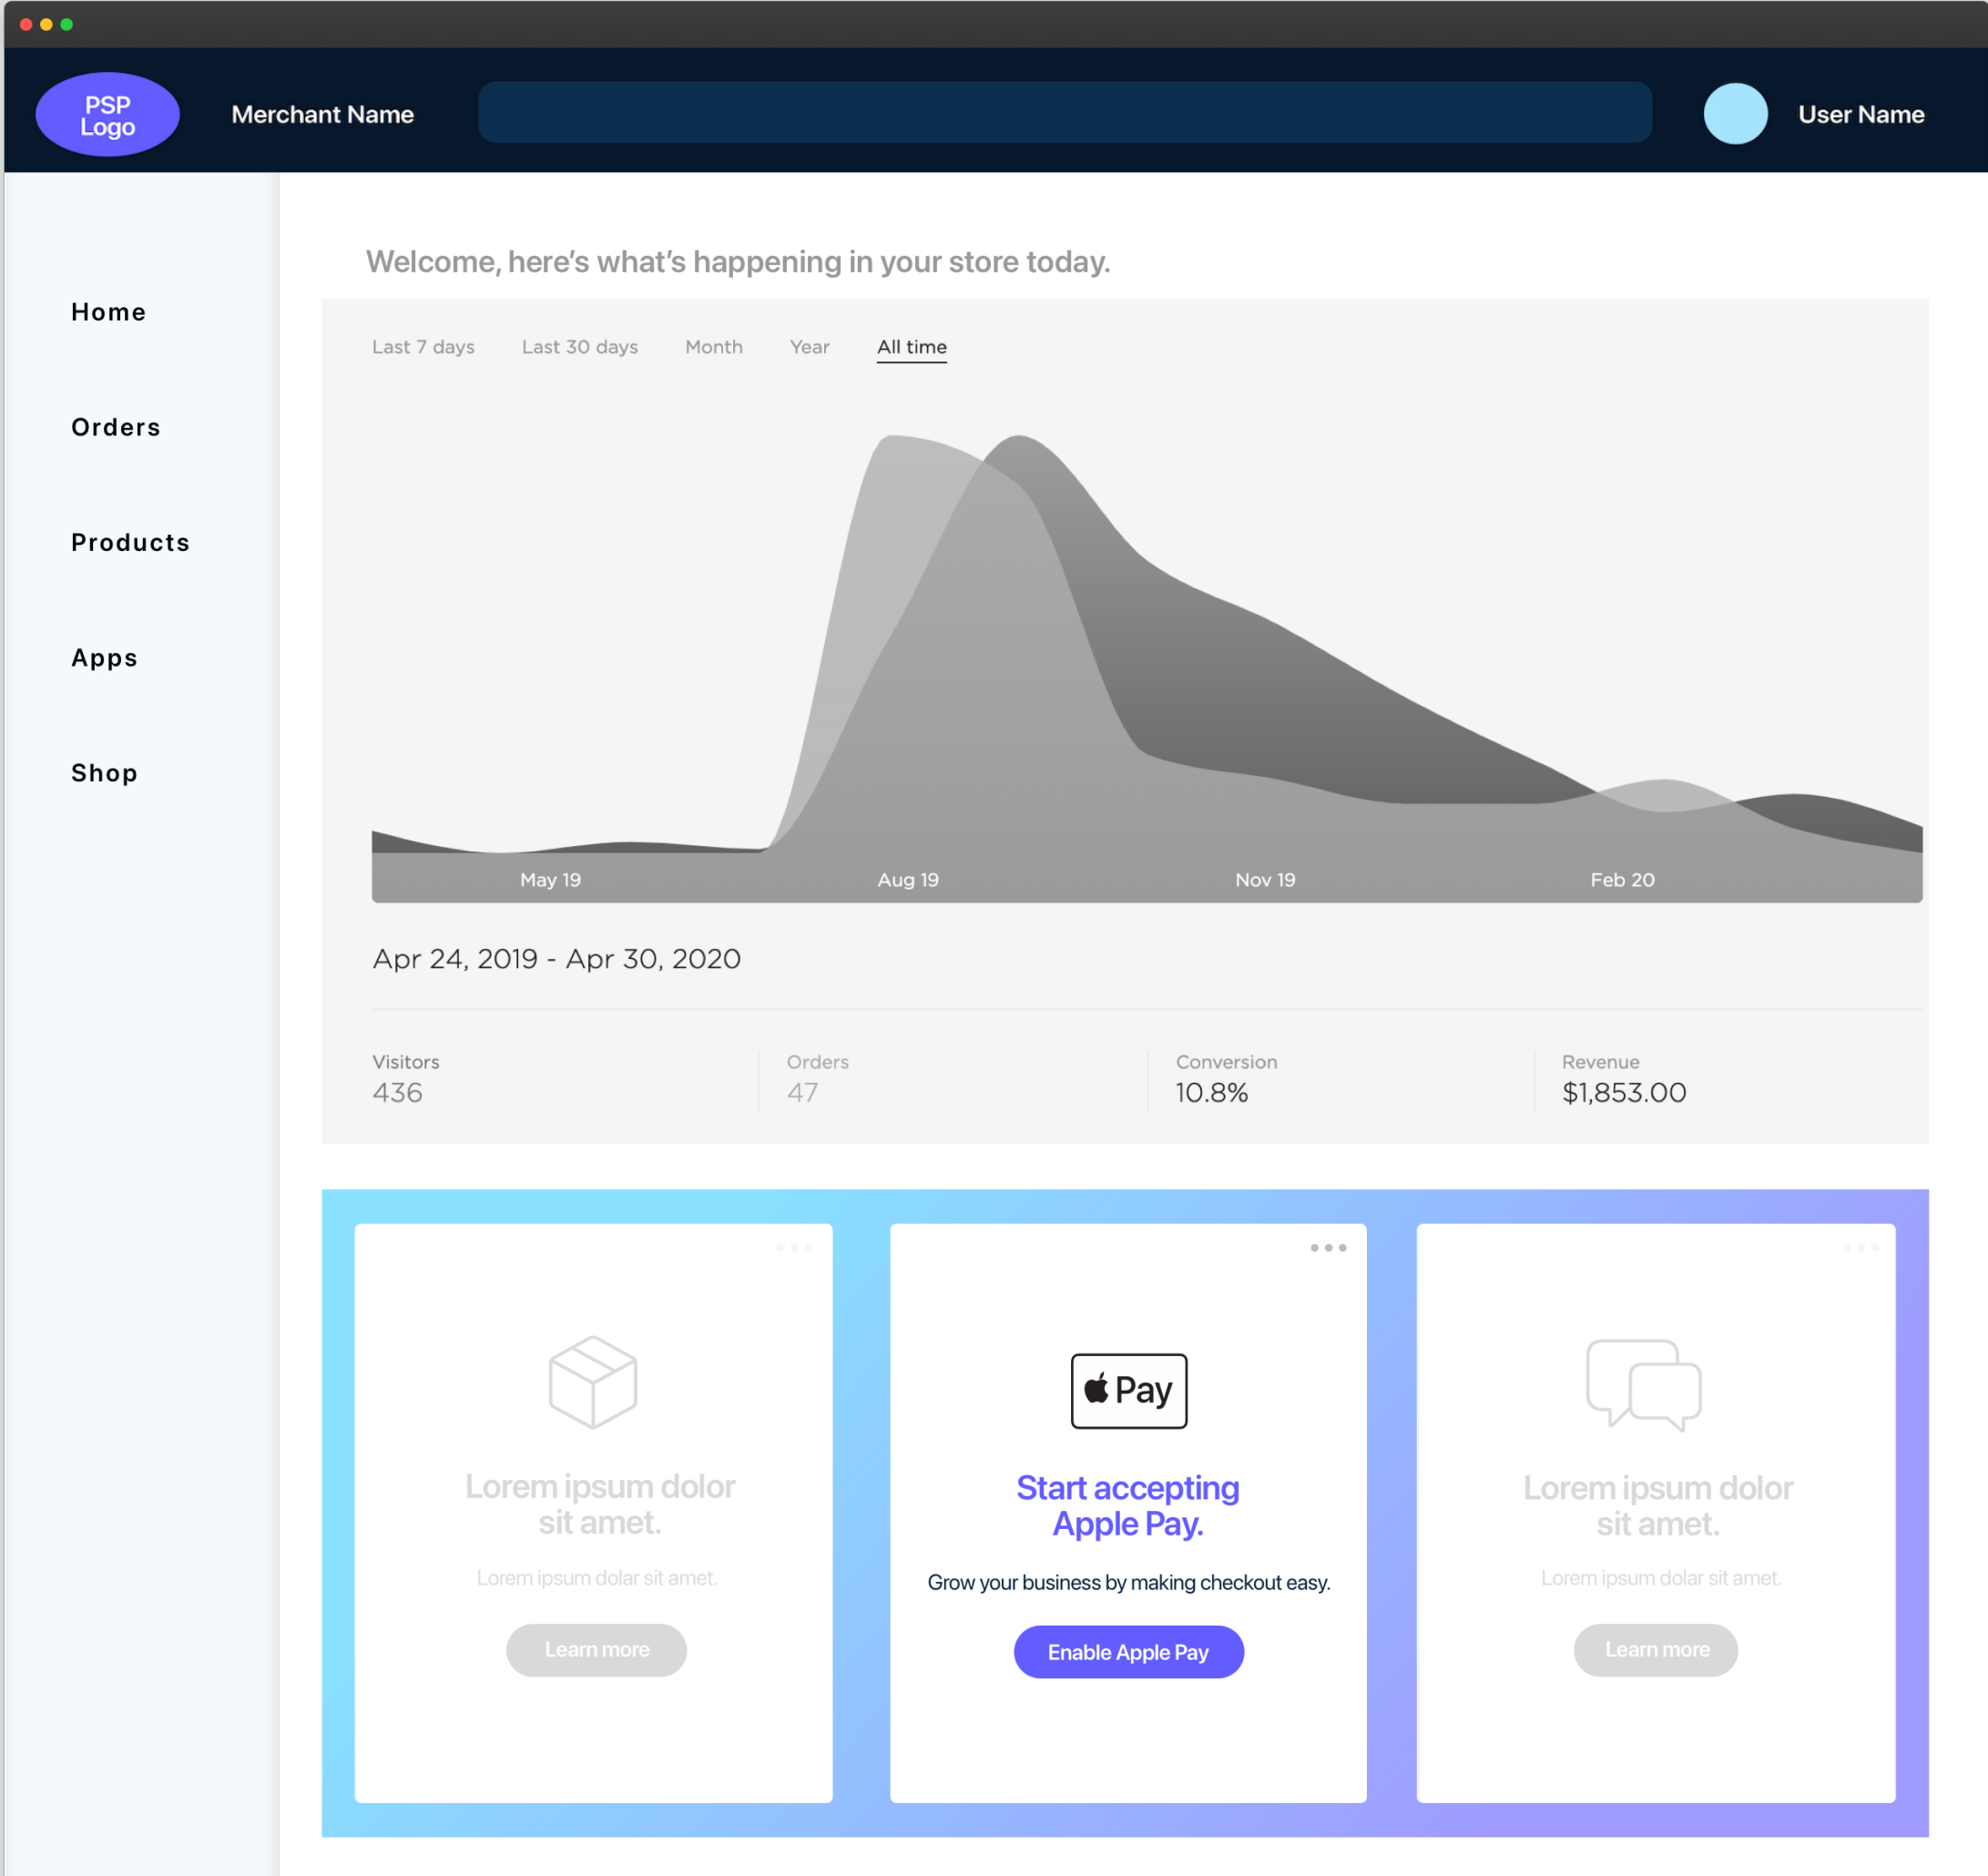 PSP
Logo
Merchant Name
User Name
Home
Orders
Products
Apps
Shop
Welcome, here’s what’s happening in your store today.
Last 7 days
Last 30 days
Month
Year
All time
May 19
Aug 19
Nov 19
Feb 20
Apr 24, 2019 - Apr 30, 2020
Visitors
436
Orders
47
Conversion
10.8%
Revenue
$1,853.00
Lorem ipsum dolor
sit amet.
Lorem ipsum dolar sit amet.
Learn more
Pay
Start accepting
Apple Pay.
Grow your business by making checkout easy.
Enable Apple Pay
Lorem ipsum dolor
sit amet.
Lorem ipsum dolar sit amet.
Learn more